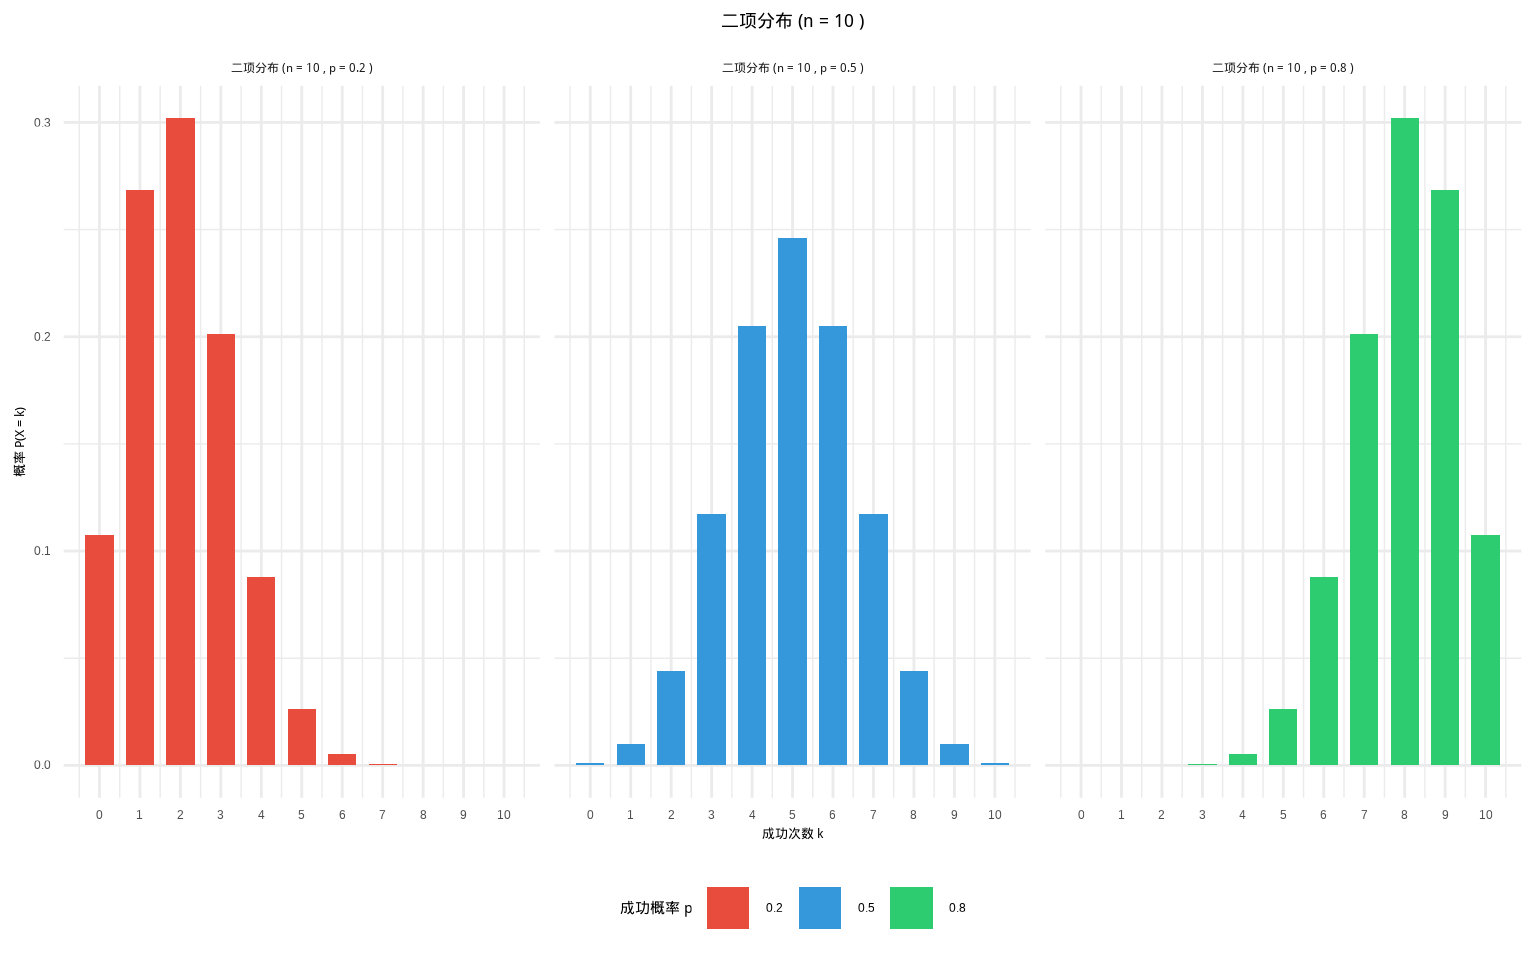 二项分布 (n = 10 )
二项分布 (n = 10 , p = 0.2 )
二项分布 (n = 10 , p = 0.5 )
二项分布 (n = 10 , p = 0.8 )
概率 P(X = k)
0.3
0.2
0.1
0.0
0 1 2 3 4 5 6 7 8 9 10
0 1 2 3 4 5 6 7 8 9 10
0 1 2 3 4 5 6 7 8 9 10
成功次数 k
成功概率 p 0.2 0.5 0.8